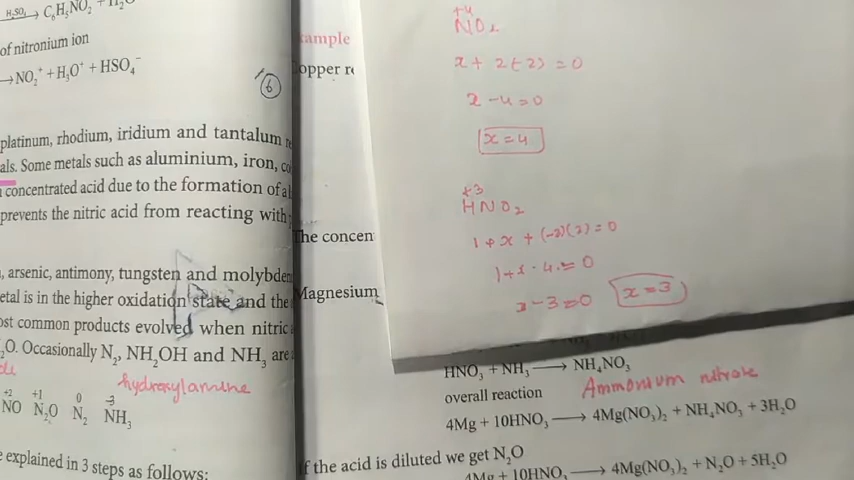 H₂SO₄ → C₆H₅NO₂ + H₂O
of nitronium ion
→ NO₂⁺ + H₃O⁺ + HSO₄⁻
6
platinum, rhodium, iridium and tantalum
als. Some metals such as aluminium, iron,
concentrated acid due to the formation of a
prevents the nitric acid from reacting with
, arsenic, antimony, tungsten and molybden
etal is in the higher oxidation state and the
ost common products evolved when nitric
₂O. Occasionally N₂, NH₂OH and NH₃ are
hydroxylamine
+2 +1 0 -3
NO N₂O N₂ NH₃
explained in 3 steps as follows:
xample
opper re
The concen
Magnesium
+4
NO₂
x + 2(-2) = 0
x - 4 = 0
x = 4
+3
HNO₂
1 + x + (-2)(2) = 0
1 + x - 4 = 0
x - 3 = 0 x = 3
HNO₃ + NH₃ → NH₄NO₃
overall reaction Ammonium nitrate
4Mg + 10HNO₃ → 4Mg(NO₃)₂ + NH₄NO₃ + 3H₂O
If the acid is diluted we get N₂O
4Mg + 10HNO₃ → 4Mg(NO₃)₂ + N₂O + 5H₂O